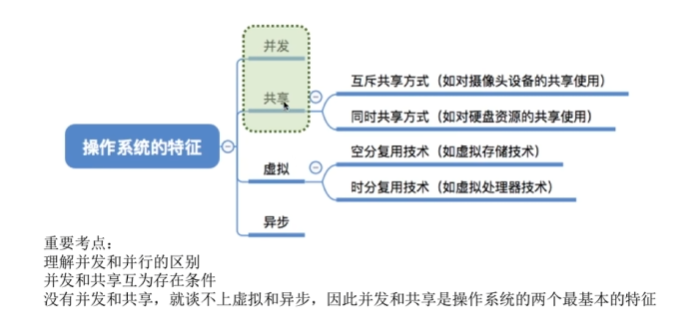 并发
共享
互斥共享方式（如对摄像头设备的共享使用）
同时共享方式（如对硬盘资源的共享使用）
操作系统的特征
虚拟
空分复用技术（如虚拟存储技术）
时分复用技术（如虚拟处理器技术）
异步
重要考点：
理解并发和并行的区别
并发和共享互为存在条件
没有并发和共享，就谈不上虚拟和异步，因此并发和共享是操作系统的两个最基本的特征